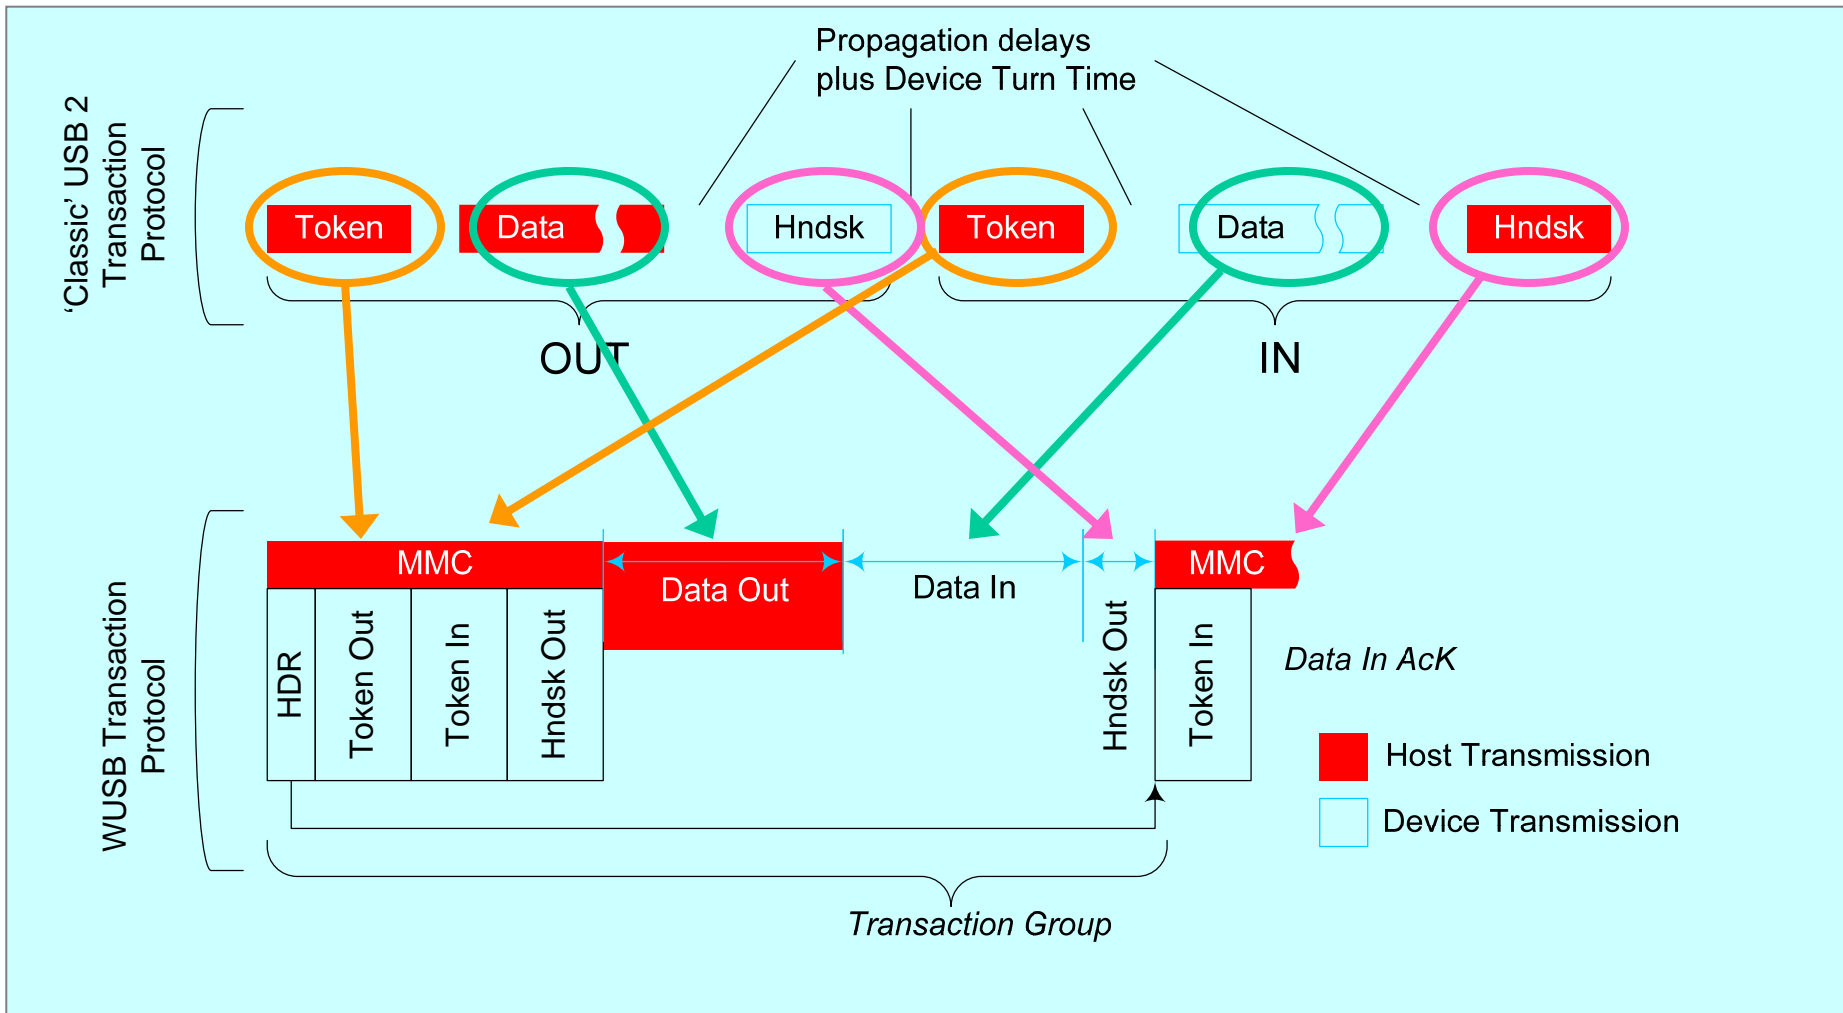 Propagation delays
plus Device Turn Time
‘Classic’ USB 2
Transaction
Protocol
Token
Data
Hndsk
Token
Data
Hndsk
OUT
IN
WUSB Transaction
Protocol
MMC
Data Out
Data In
MMC
HDR
Token Out
Token In
Hndsk Out
Hndsk Out
Token In
Data In AcK
Host Transmission
Device Transmission
Transaction Group